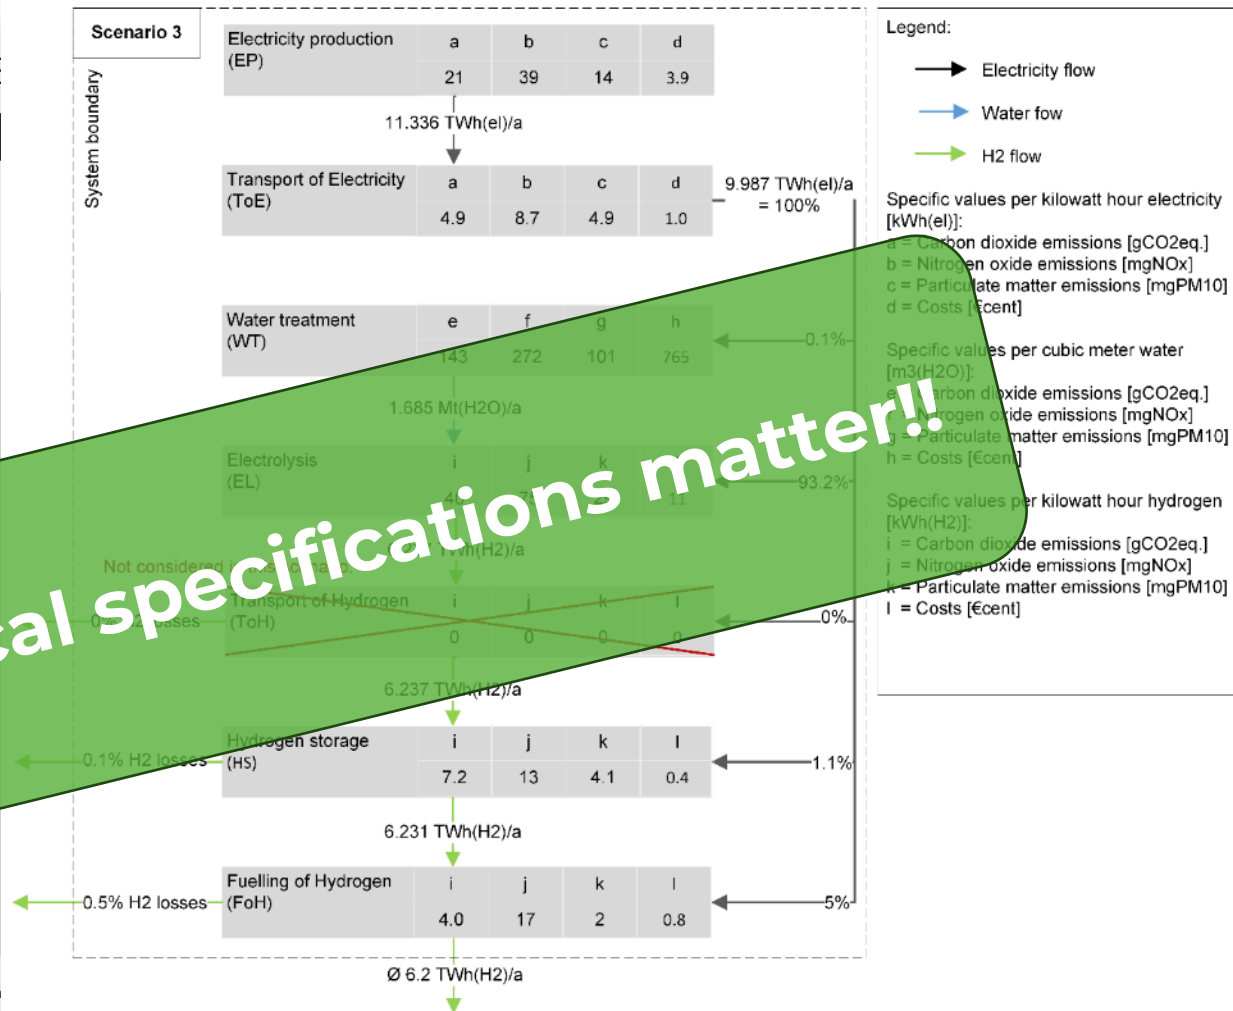 Scenario 3
System boundary
Electricity production
(EP)
a b c d
21 39 14 3.9
11.336 TWh(el)/a
Transport of Electricity
(ToE)
a b c d
4.9 8.7 4.9 1.0
9.987 TWh(el)/a
= 100%
Water treatment
(WT)
e f g h
143 272 101 765
0.1%
1.685 Mt(H2O)/a
Electrolysis
(EL)
i j k
11
93.2%
TWh(H2)/a
Not considered
Transport of Hydrogen
(ToH)
i j k l
0 0 0 0
0%
0% H2 losses
6.237 TWh(H2)/a
Hydrogen storage
(HS)
i j k l
7.2 13 4.1 0.4
1.1%
0.1% H2 losses
6.231 TWh(H2)/a
Fuelling of Hydrogen
(FoH)
i j k l
4.0 17 2 0.8
5%
0.5% H2 losses
Ø 6.2 TWh(H2)/a
cal specifications matter!!
Legend:
Electricity flow
Water fow
H2 flow
Specific values per kilowatt hour electricity
[kWh(el)]:
a = Carbon dioxide emissions [gCO2eq.]
b = Nitrogen oxide emissions [mgNOx]
c = Particulate matter emissions [mgPM10]
d = Costs [€cent]
Specific values per cubic meter water
[m3(H2O)]:
e = Carbon dioxide emissions [gCO2eq.]
f = Nitrogen oxide emissions [mgNOx]
g = Particulate matter emissions [mgPM10]
h = Costs [€cent]
Specific values per kilowatt hour hydrogen
[kWh(H2)]:
i = Carbon dioxide emissions [gCO2eq.]
j = Nitrogen oxide emissions [mgNOx]
k = Particulate matter emissions [mgPM10]
l = Costs [€cent]